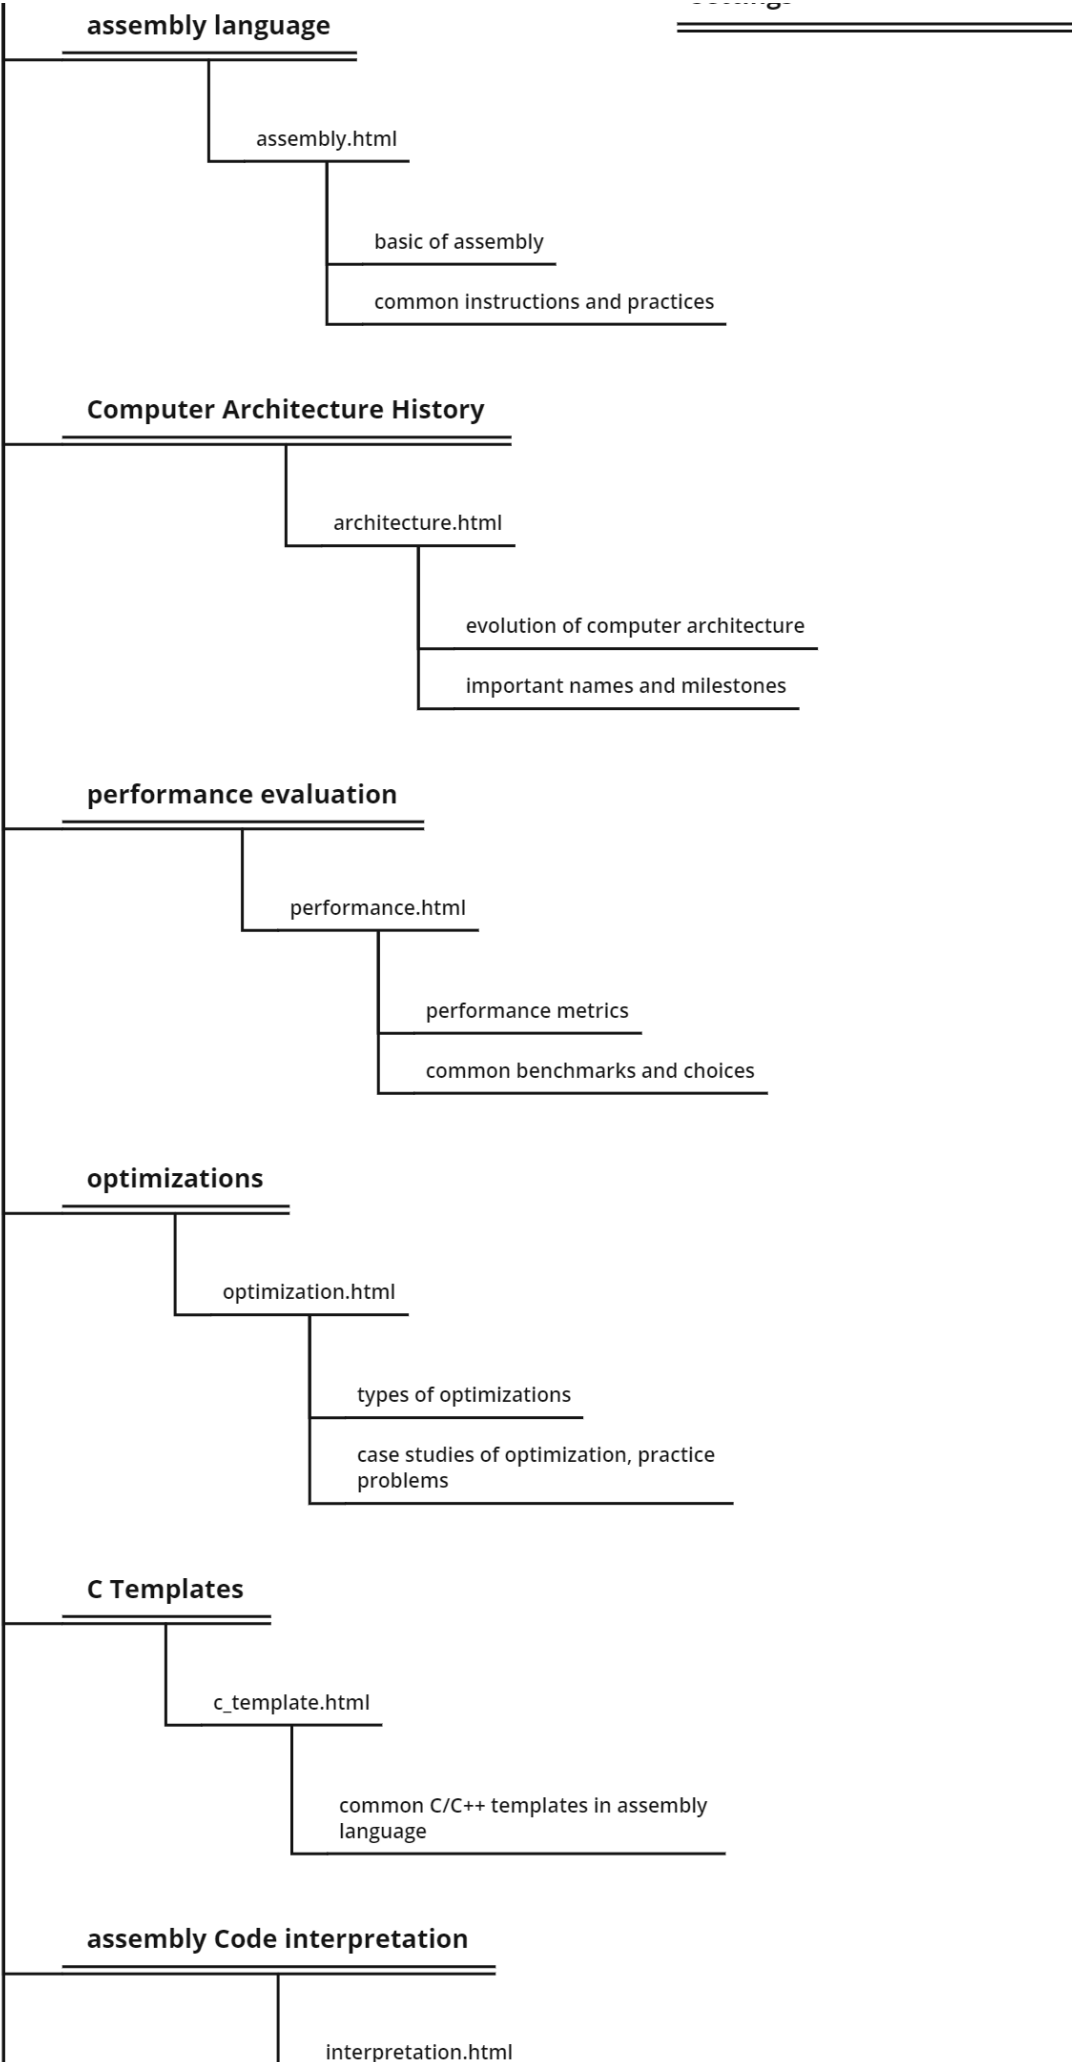 assembly language
assembly.html
basic of assembly
common instructions and practices
Computer Architecture History
architecture.html
evolution of computer architecture
important names and milestones
performance evaluation
performance.html
performance metrics
common benchmarks and choices
optimizations
optimization.html
types of optimizations
case studies of optimization, practice
problems
C Templates
c_template.html
common C/C++ templates in assembly
language
assembly Code interpretation
interpretation.html